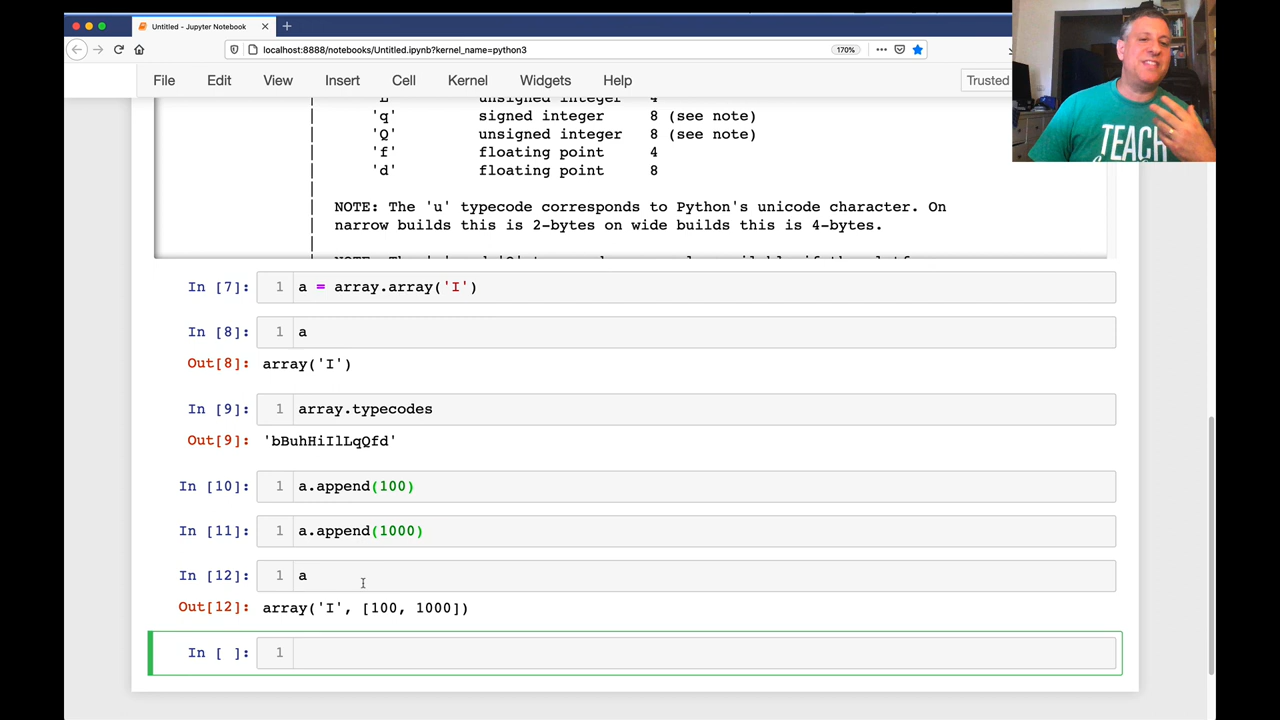 Untitled - Jupyter Notebook
localhost:8888/notebooks/Untitled.ipynb?kernel_name=python3
170%
File Edit View Insert Cell Kernel Widgets Help
Trusted
TEACH
unsigned integer 4
'q' signed integer 8 (see note)
'Q' unsigned integer 8 (see note)
'f' floating point 4
'd' floating point 8
NOTE: The 'u' typecode corresponds to Python's unicode character. On
narrow builds this is 2-bytes on wide builds this is 4-bytes.
In [7]: 1 a = array.array('I')
In [8]: 1 a
Out[8]: array('I')
In [9]: 1 array.typecodes
Out[9]: 'bBuhHiIlLqQfd'
In [10]: 1 a.append(100)
In [11]: 1 a.append(1000)
In [12]: 1 a
Out[12]: array('I', [100, 1000])
In [ ]: 1